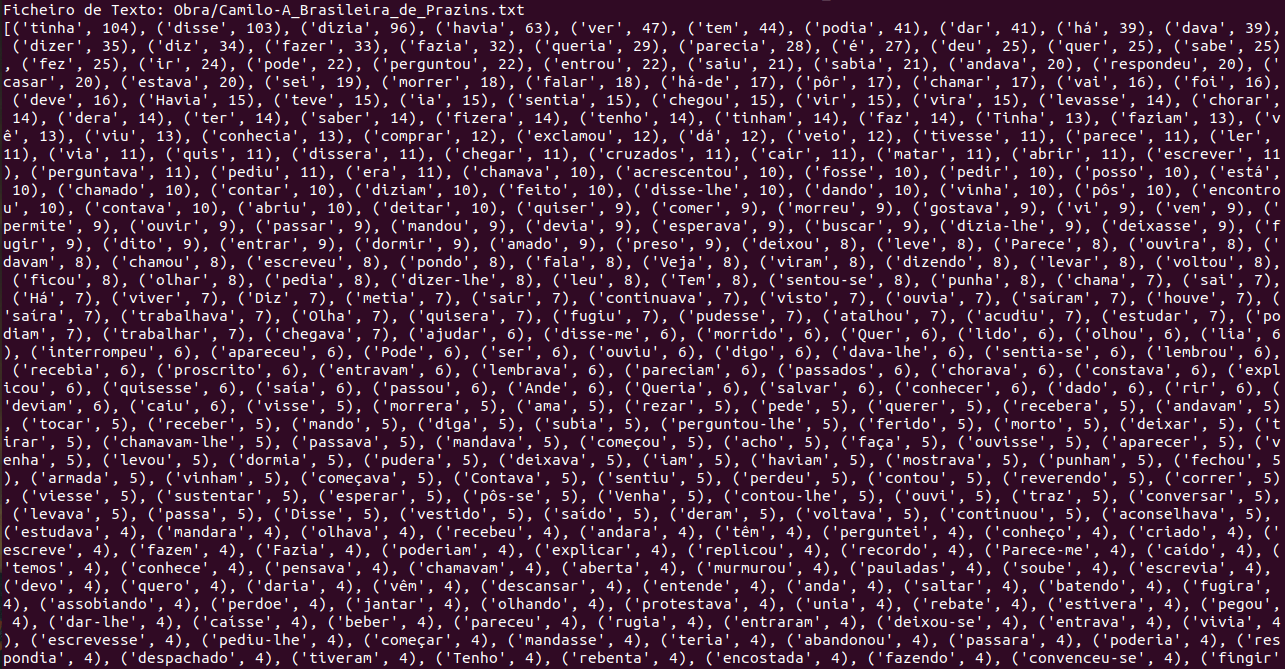 Ficheiro de Texto: Obra/Camilo-A_Brasileira_de_Prazins.txt
[('tinha', 104), ('disse', 103), ('dizia', 96), ('havia', 63), ('ver', 47), ('tem', 44), ('podia', 41), ('dar', 41), ('há', 39), ('dava', 39),
 ('dizer', 35), ('diz', 34), ('fazer', 33), ('fazia', 32), ('queria', 29), ('parecia', 28), ('é', 27), ('deu', 25), ('quer', 25), ('sabe', 25)
, ('fez', 25), ('ir', 24), ('pode', 22), ('perguntou', 22), ('entrou', 22), ('saiu', 21), ('sabia', 21), ('andava', 20), ('respondeu', 20), ('
casar', 20), ('estava', 20), ('sei', 19), ('morrer', 18), ('falar', 18), ('há-de', 17), ('pôr', 17), ('chamar', 17), ('vai', 16), ('foi', 16),
 ('deve', 16), ('Havia', 15), ('teve', 15), ('ia', 15), ('sentia', 15), ('chegou', 15), ('vir', 15), ('vira', 15), ('levasse', 14), ('chorar',
 14), ('dera', 14), ('ter', 14), ('saber', 14), ('fizera', 14), ('tenho', 14), ('tinham', 14), ('faz', 14), ('Tinha', 13), ('faziam', 13), ('v
ê', 13), ('viu', 13), ('conhecia', 13), ('comprar', 12), ('exclamou', 12), ('dá', 12), ('veio', 12), ('tivesse', 11), ('parece', 11), ('ler',
11), ('via', 11), ('quis', 11), ('dissera', 11), ('chegar', 11), ('cruzados', 11), ('cair', 11), ('matar', 11), ('abrir', 11), ('escrever', 11
), ('perguntava', 11), ('pediu', 11), ('era', 11), ('chamava', 10), ('acrescentou', 10), ('fosse', 10), ('pedir', 10), ('posso', 10), ('está',
 10), ('chamado', 10), ('contar', 10), ('diziam', 10), ('feito', 10), ('disse-lhe', 10), ('dando', 10), ('vinha', 10), ('pôs', 10), ('encontro
u', 10), ('contava', 10), ('abriu', 10), ('deitar', 10), ('quiser', 9), ('comer', 9), ('morreu', 9), ('gostava', 9), ('vi', 9), ('vem', 9), ('
permite', 9), ('ouvir', 9), ('passar', 9), ('mandou', 9), ('devia', 9), ('esperava', 9), ('buscar', 9), ('dizia-lhe', 9), ('deixasse', 9), ('f
ugir', 9), ('dito', 9), ('entrar', 9), ('dormir', 9), ('amado', 9), ('preso', 9), ('deixou', 8), ('leve', 8), ('Parece', 8), ('ouvira', 8), ('
davam', 8), ('chamou', 8), ('escreveu', 8), ('pondo', 8), ('fala', 8), ('Veja', 8), ('viram', 8), ('dizendo', 8), ('levar', 8), ('voltou', 8),
 ('ficou', 8), ('olhar', 8), ('pedia', 8), ('dizer-lhe', 8), ('leu', 8), ('Tem', 8), ('sentou-se', 8), ('punha', 8), ('chama', 7), ('sai', 7),
 ('Há', 7), ('viver', 7), ('Diz', 7), ('metia', 7), ('sair', 7), ('continuava', 7), ('visto', 7), ('ouvia', 7), ('saíram', 7), ('houve', 7), (
'saíra', 7), ('trabalhava', 7), ('Olha', 7), ('quisera', 7), ('fugiu', 7), ('pudesse', 7), ('atalhou', 7), ('acudiu', 7), ('estudar', 7), ('po
diam', 7), ('trabalhar', 7), ('chegava', 7), ('ajudar', 6), ('disse-me', 6), ('morrido', 6), ('Quer', 6), ('lido', 6), ('olhou', 6), ('lia', 6
), ('interrompeu', 6), ('apareceu', 6), ('Pode', 6), ('ser', 6), ('ouviu', 6), ('digo', 6), ('dava-lhe', 6), ('sentia-se', 6), ('lembrou', 6),
 ('recebia', 6), ('proscrito', 6), ('entravam', 6), ('lembrava', 6), ('pareciam', 6), ('passados', 6), ('chorava', 6), ('constava', 6), ('expl
icou', 6), ('quisesse', 6), ('saía', 6), ('passou', 6), ('Ande', 6), ('Queria', 6), ('salvar', 6), ('conhecer', 6), ('dado', 6), ('rir', 6), (
'deviam', 6), ('caiu', 6), ('visse', 5), ('morrera', 5), ('ama', 5), ('rezar', 5), ('pede', 5), ('querer', 5), ('recebera', 5), ('andavam', 5)
, ('tocar', 5), ('receber', 5), ('mando', 5), ('diga', 5), ('subia', 5), ('perguntou-lhe', 5), ('ferido', 5), ('morto', 5), ('deixar', 5), ('t
irar', 5), ('chamavam-lhe', 5), ('passava', 5), ('mandava', 5), ('começou', 5), ('acho', 5), ('faça', 5), ('ouvisse', 5), ('aparecer', 5), ('v
enha', 5), ('levou', 5), ('dormia', 5), ('pudera', 5), ('deixava', 5), ('iam', 5), ('haviam', 5), ('mostrava', 5), ('punham', 5), ('fechou', 5
), ('armada', 5), ('vinham', 5), ('começava', 5), ('Contava', 5), ('sentiu', 5), ('perdeu', 5), ('contou', 5), ('reverendo', 5), ('correr', 5)
, ('viesse', 5), ('sustentar', 5), ('esperar', 5), ('pôs-se', 5), ('Venha', 5), ('contou-lhe', 5), ('ouvi', 5), ('traz', 5), ('conversar', 5),
 ('levava', 5), ('passa', 5), ('Disse', 5), ('vestido', 5), ('saído', 5), ('deram', 5), ('voltava', 5), ('continuou', 5), ('aconselhava', 5),
('estudava', 4), ('mandara', 4), ('olhava', 4), ('recebeu', 4), ('andara', 4), ('têm', 4), ('perguntei', 4), ('conheço', 4), ('criado', 4), ('
escreve', 4), ('fazem', 4), ('Fazia', 4), ('poderiam', 4), ('explicar', 4), ('replicou', 4), ('recordo', 4), ('Parece-me', 4), ('caído', 4), (
'temos', 4), ('conhece', 4), ('pensava', 4), ('chamavam', 4), ('aberta', 4), ('murmurou', 4), ('pauladas', 4), ('soube', 4), ('escrevia', 4),
('devo', 4), ('quero', 4), ('daria', 4), ('vêm', 4), ('descansar', 4), ('entende', 4), ('anda', 4), ('saltar', 4), ('batendo', 4), ('fugira',
4), ('assobiando', 4), ('perdoe', 4), ('jantar', 4), ('olhando', 4), ('protestava', 4), ('unia', 4), ('rebate', 4), ('estivera', 4), ('pegou',
 4), ('dar-lhe', 4), ('caísse', 4), ('beber', 4), ('pareceu', 4), ('rugia', 4), ('entraram', 4), ('deixou-se', 4), ('entrava', 4), ('vivia', 4
), ('escrevesse', 4), ('pediu-lhe', 4), ('começar', 4), ('mandasse', 4), ('teria', 4), ('abandonou', 4), ('passara', 4), ('poderia', 4), ('res
pondia', 4), ('despachado', 4), ('tiveram', 4), ('Tenho', 4), ('rebenta', 4), ('encostada', 4), ('fazendo', 4), ('convenceu-se', 4), ('fingir'